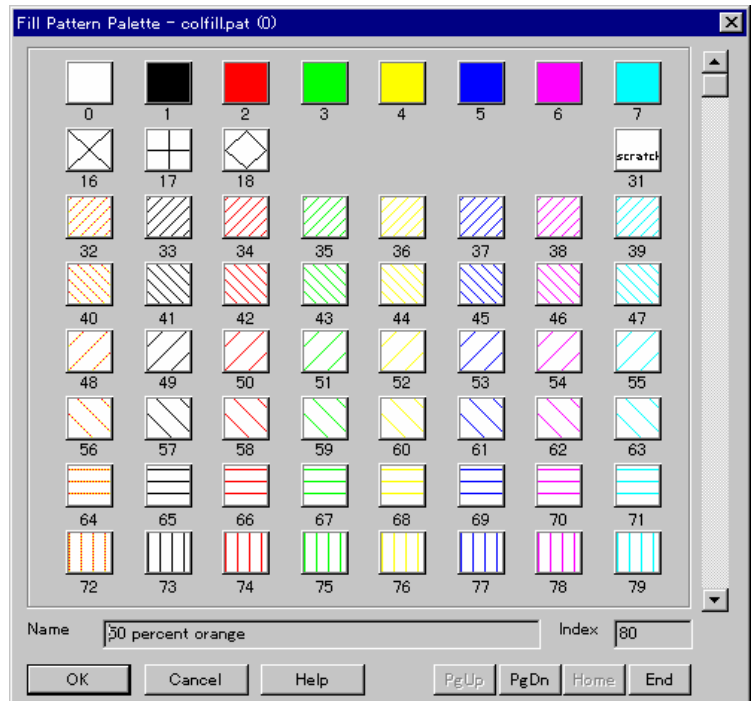 Fill Pattern Palette - colfill.pat (0)
0 1 2 3 4 5 6 7
scratch
16 17 18 31
32 33 34 35 36 37 38 39
40 41 42 43 44 45 46 47
48 49 50 51 52 53 54 55
56 57 58 59 60 61 62 63
64 65 66 67 68 69 70 71
72 73 74 75 76 77 78 79
Name 50 percent orange Index 80
OK Cancel Help PgUp PgDn Home End